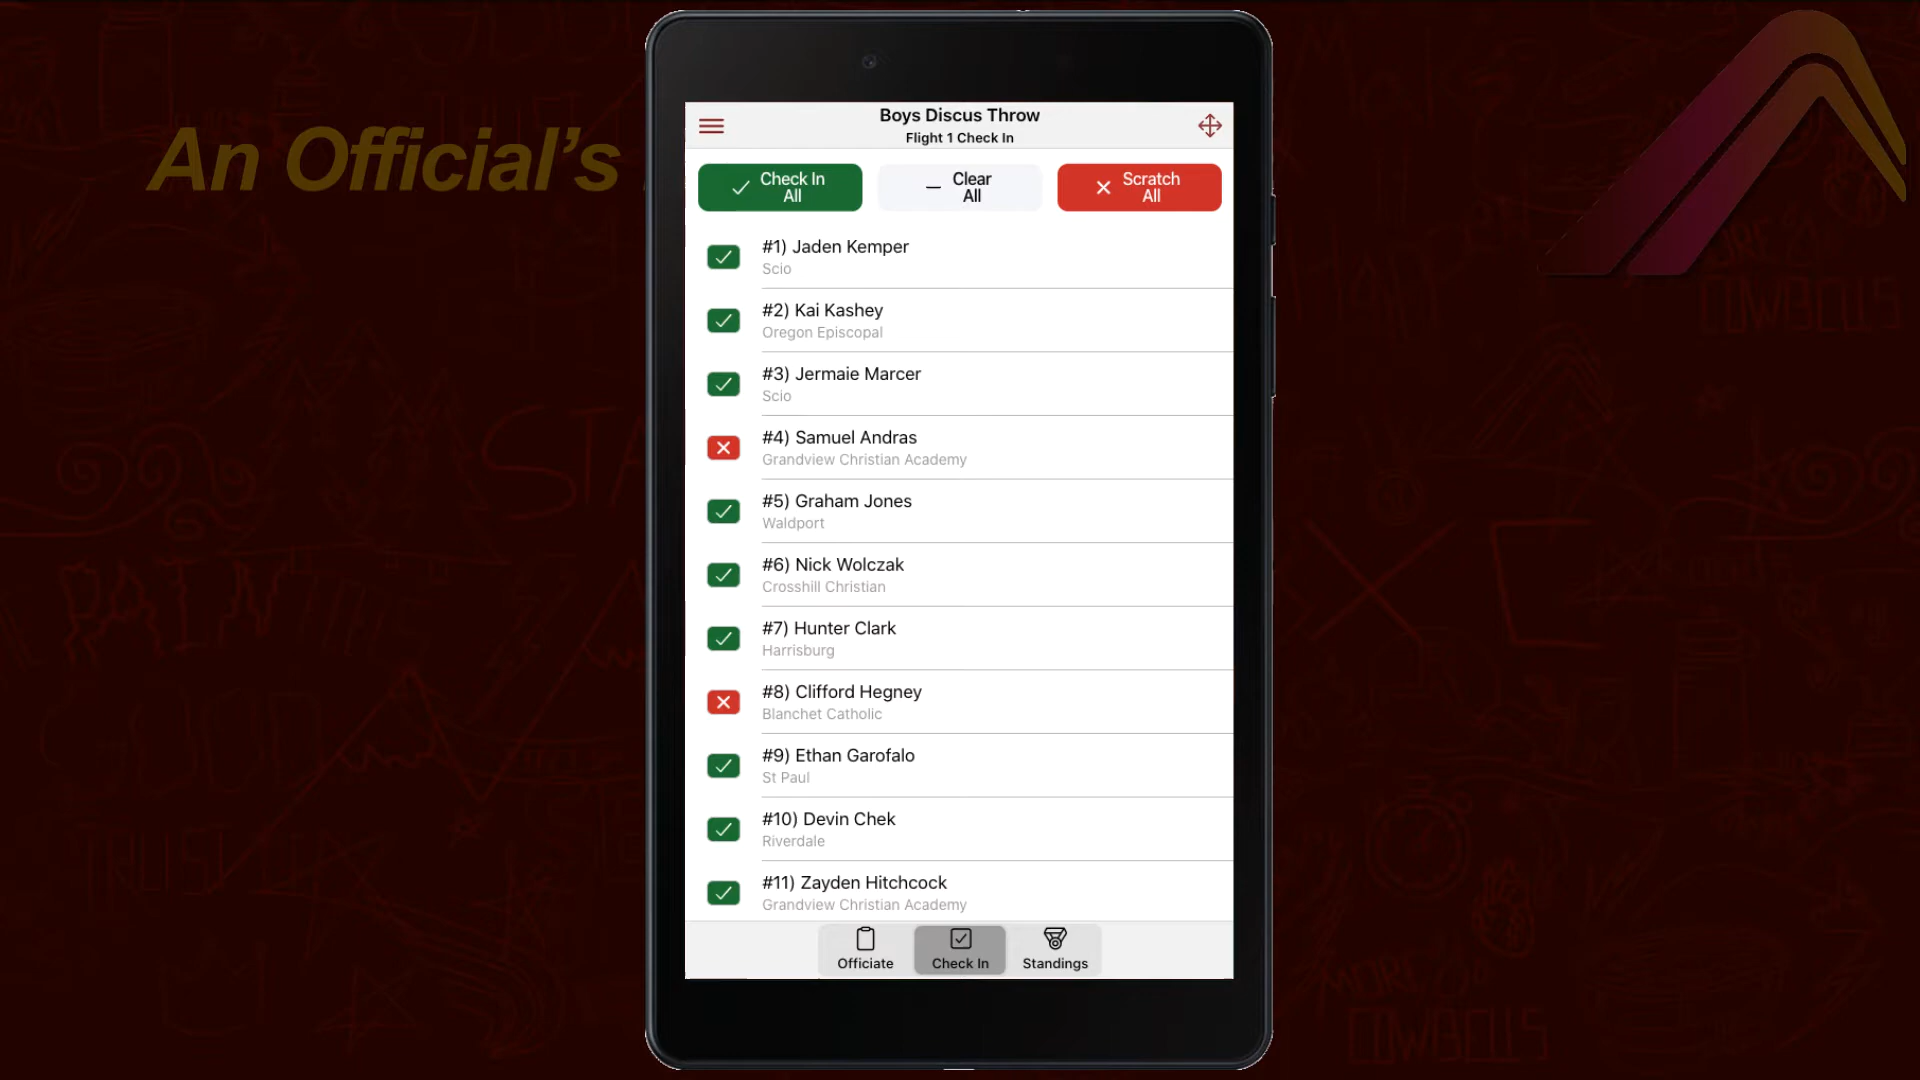 An Official's
Boys Discus Throw
Flight 1 Check In
Check In
All
Clear
All
Scratch
All
#1) Jaden Kemper
Scio
#2) Kai Kashey
Oregon Episcopal
#3) Jermaie Marcer
Scio
#4) Samuel Andras
Grandview Christian Academy
#5) Graham Jones
Waldport
#6) Nick Wolczak
Crosshill Christian
#7) Hunter Clark
Harrisburg
#8) Clifford Hegney
Blanchet Catholic
#9) Ethan Garofalo
St Paul
#10) Devin Chek
Riverdale
#11) Zayden Hitchcock
Grandview Christian Academy
Officiate
Check In
Standings
COWBELLS
PAIN
COWBELLS